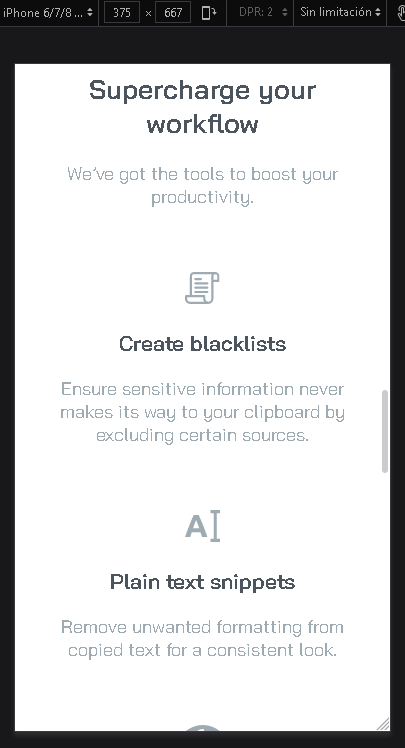 iPhone 6/7/8 ... 375 × 667 DPR: 2 Sin limitación
Supercharge your
workflow
We've got the tools to boost your
productivity.
Create blacklists
Ensure sensitive information never
makes its way to your clipboard by
excluding certain sources.
A
Plain text snippets
Remove unwanted formatting from
copied text for a consistent look.